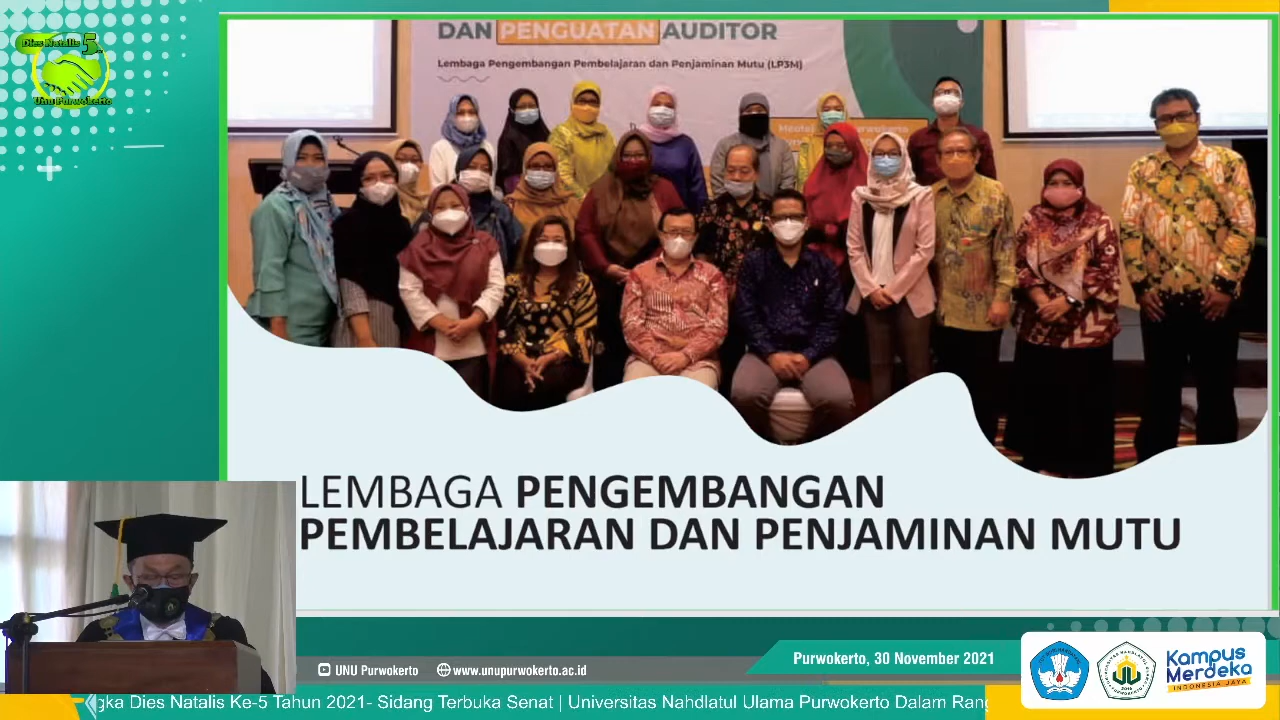 Dies Natalis 5
Unu Purwokerto
DAN PENGUATAN AUDITOR
Lembaga Pengembangan Pembelajaran dan Penjaminan Mutu (LP3M)
LEMBAGA PENGEMBANGAN
PEMBELAJARAN DAN PENJAMINAN MUTU
Purwokerto, 30 November 2021
UNU Purwokerto
www.unupurwokerto.ac.id
Kampus
Merdeka
INDONESIA JAYA
gka Dies Natalis Ke-5 Tahun 2021- Sidang Terbuka Senat | Universitas Nahdlatul Ulama Purwokerto Dalam Rang